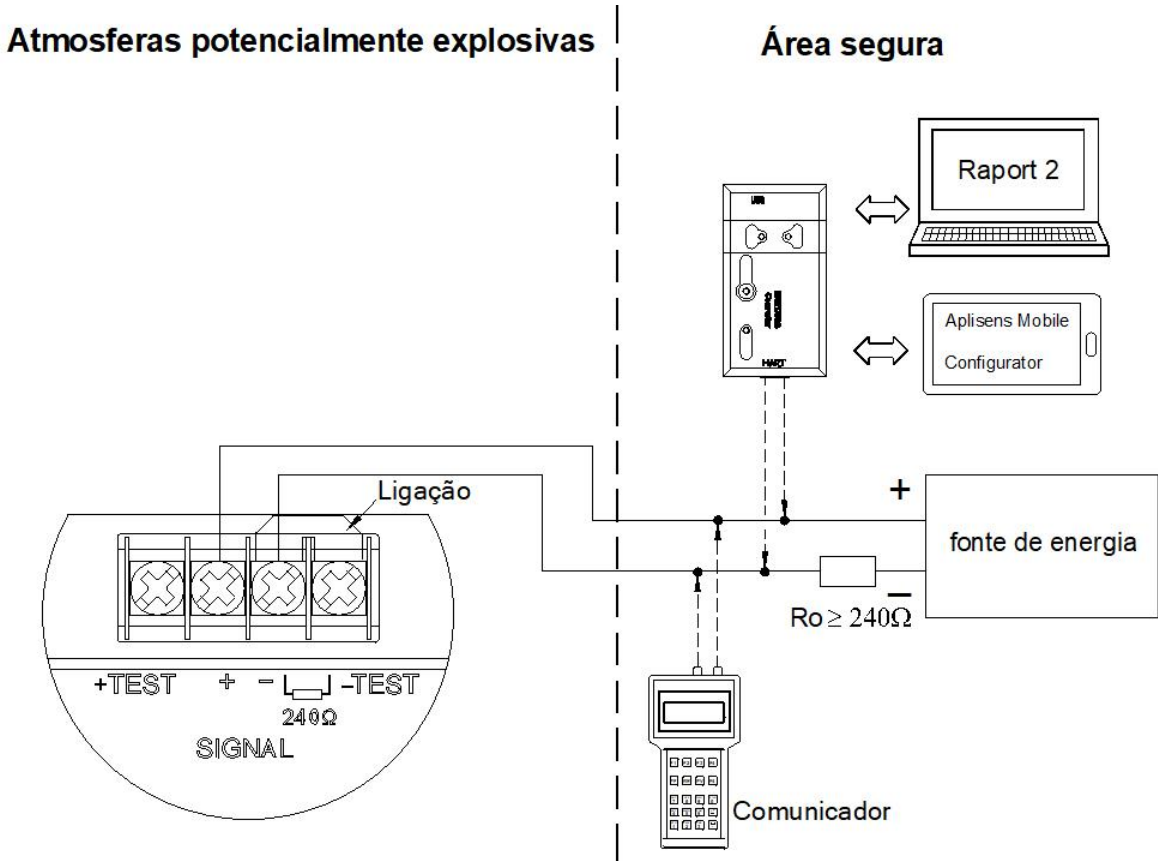 Atmosferas potencialmente explosivas
Área segura
Raport 2
Aplisens Mobile
Configurator
HART
Ligação
+
fonte de energia
–
Ro ≥ 240Ω
+TEST + - -TEST
240Ω
SIGNAL
Comunicador